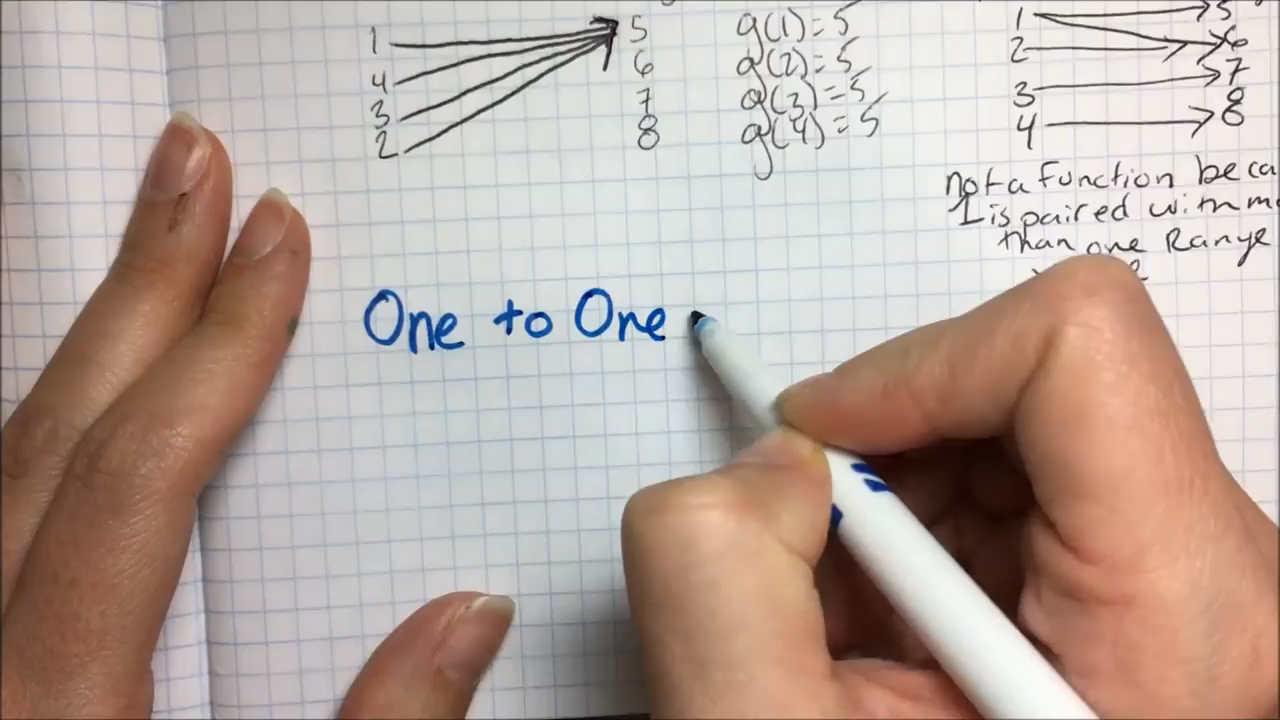 1 5 g(1)=5
4 6 g(2)=5
3 7 g(3)=5
2 8 g(4)=5
1 5
2 6
3 7
4 8
not a function beca
1 is paired with mo
than one Range
One to One